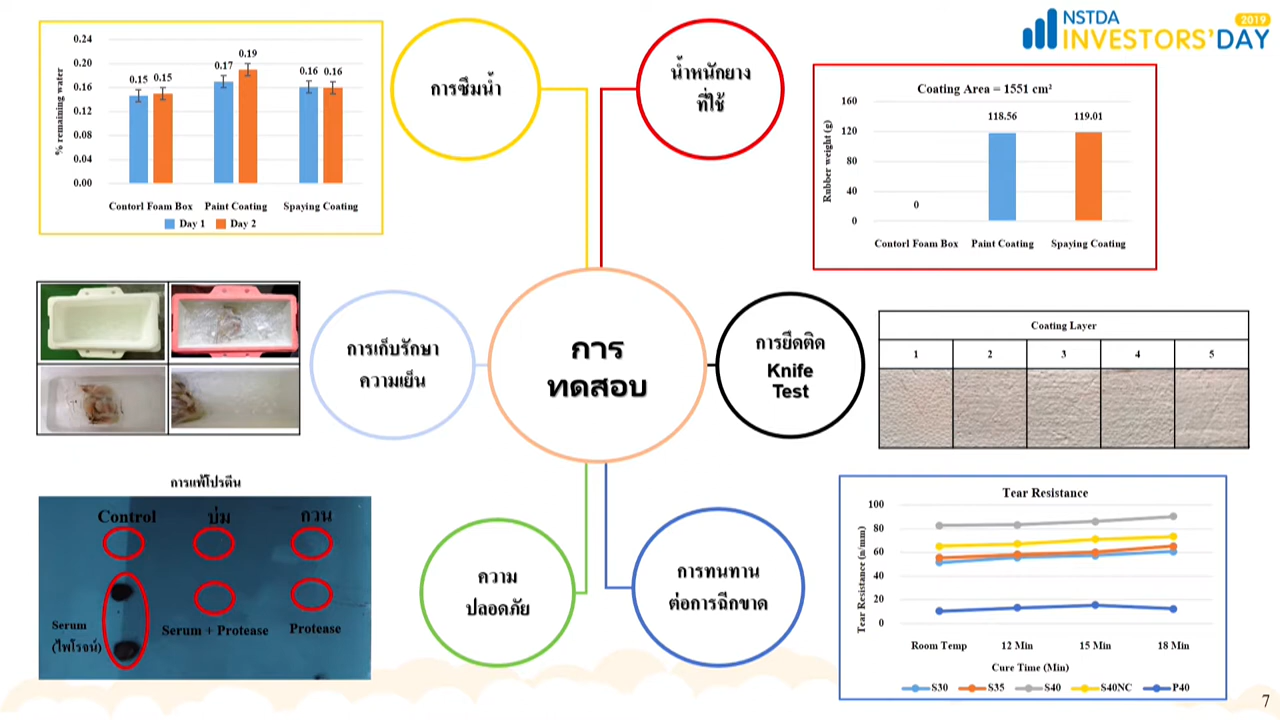 NSTDA
2019
INVESTORS'DAY
% remaining water
0.24
0.20
0.16
0.12
0.08
0.04
0.00
0.15 0.15
0.17 0.19
0.16 0.16
Contorl Foam Box Paint Coating Spaying Coating
Day 1 Day 2
การซึมน้ำ
น้ำหนักยาง
ที่ใช้
Coating Area = 1551 cm²
Rubber weight (g)
160
120
80
40
0
0
118.56
119.01
Contorl Foam Box Paint Coating Spaying Coating
การเก็บรักษา
ความเย็น
การ
ทดสอบ
การยึดติด
Knife
Test
Coating Layer
1 2 3 4 5
การแพ้โปรตีน
Control บ่ม กวน
Serum
(ไพโรจน์)
Serum + Protease Protease
ความ
ปลอดภัย
การทนทาน
ต่อการฉีกขาด
Tear Resistance
Tear Resistance (n/mm)
100
80
60
40
20
0
Room Temp 12 Min 15 Min 18 Min
Cure Time (Min)
S30 S35 S40 S40NC P40
7